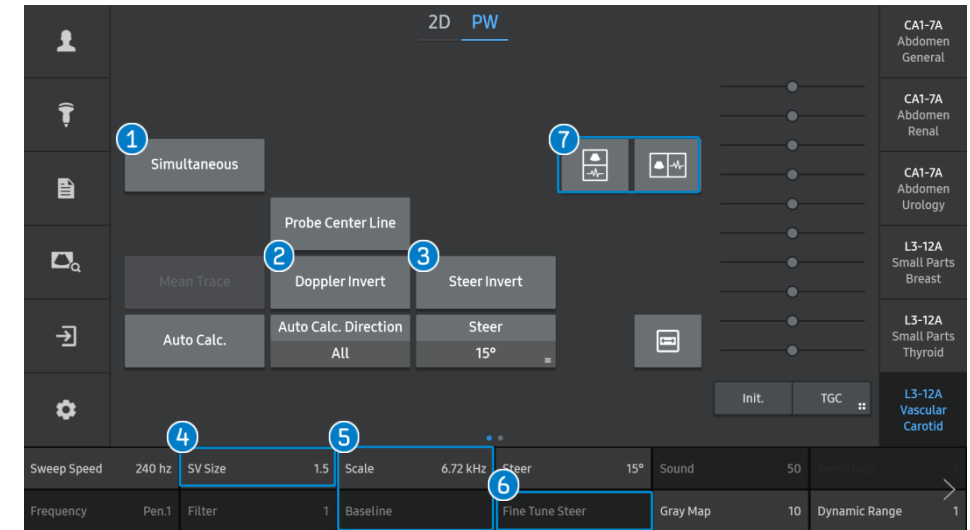 2D PW
1
Simultaneous
7
Probe Center Line
2
3
Mean Trace
Doppler Invert
Steer Invert
Auto Calc.
Auto Calc. Direction
All
Steer
15°
Init.
TGC
CA1-7A
Abdomen
General
CA1-7A
Abdomen
Renal
CA1-7A
Abdomen
Urology
L3-12A
Small Parts
Breast
L3-12A
Small Parts
Thyroid
L3-12A
Vascular
Carotid
4
5
Sweep Speed 240 hz SV Size 1.5 Scale 6.72 kHz Steer 15° Sound 50 Sensitivity
6
Frequency Pen.1 Filter 1 Baseline Fine Tune Steer Gray Map 10 Dynamic Range 1